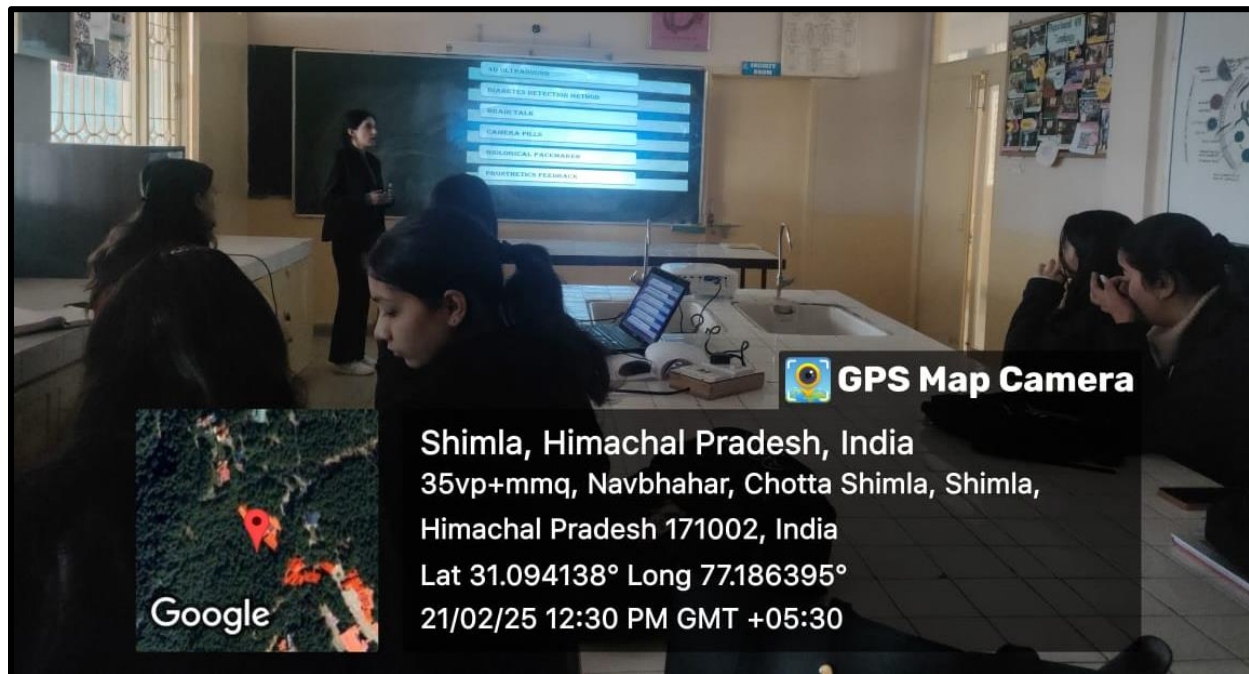 4D ULTRASOUND
DIABETES DETECTION METHOD
BRAIN TALK
CAMERA PILLS
BIOLOGICAL PACEMAKER
PROSTHETICS FEEDBACK
GPS Map Camera
Shimla, Himachal Pradesh, India
35vp+mmq, Navbhahar, Chotta Shimla, Shimla,
Himachal Pradesh 171002, India
Lat 31.094138° Long 77.186395°
21/02/25 12:30 PM GMT +05:30
Google